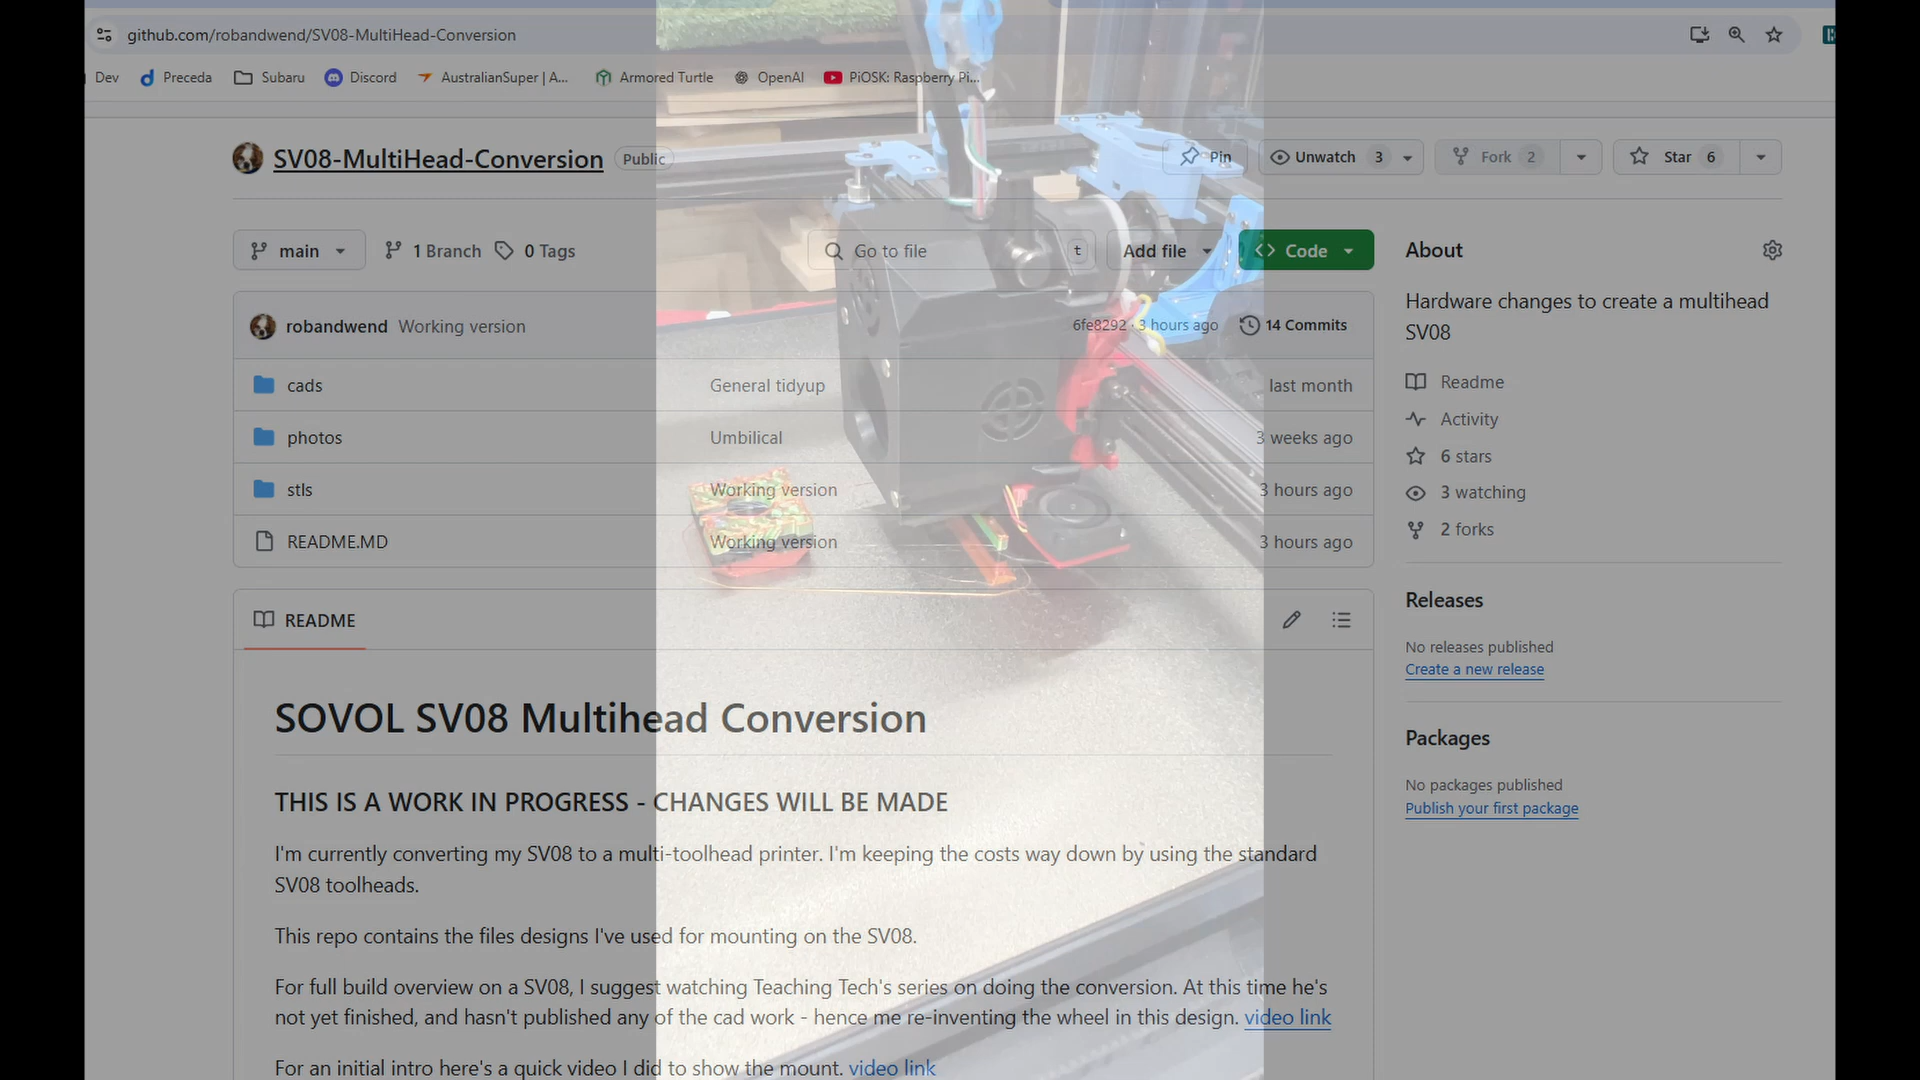 github.com/robandwend/SV08-MultiHead-Conversion
Dev Preceda Subaru Discord AustralianSuper | A... Armored Turtle OpenAI PiOSK: Raspberry Pi...
SV08-MultiHead-Conversion Public Pin Unwatch 3 Fork 2 Star 6
main 1 Branch 0 Tags Go to file t Add file Code
About
Hardware changes to create a multihead
SV08
robandwend Working version 6fe8292 · 3 hours ago 14 Commits
cads General tidyup last month
photos Umbilical 3 weeks ago
stls Working version 3 hours ago
README.MD Working version 3 hours ago
Readme
Activity
6 stars
3 watching
2 forks
Releases
No releases published
Create a new release
Packages
No packages published
Publish your first package
README
SOVOL SV08 Multihead Conversion
THIS IS A WORK IN PROGRESS - CHANGES WILL BE MADE
I'm currently converting my SV08 to a multi-toolhead printer. I'm keeping the costs way down by using the standard
SV08 toolheads.
This repo contains the files designs I've used for mounting on the SV08.
For full build overview on a SV08, I suggest watching Teaching Tech's series on doing the conversion. At this time he's
not yet finished, and hasn't published any of the cad work - hence me re-inventing the wheel in this design. video link
For an initial intro here's a quick video I did to show the mount. video link